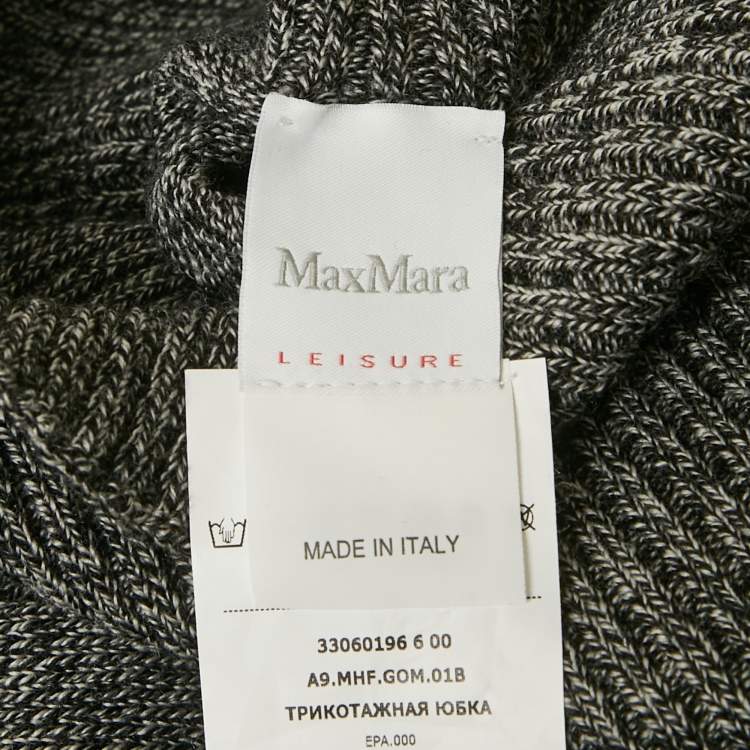 MaxMara
LEISURE
MADE IN ITALY
33060196 6 00
A9.MHF.GOM.01B
ТРИКОТАЖНАЯ ЮБКА
EPA.000